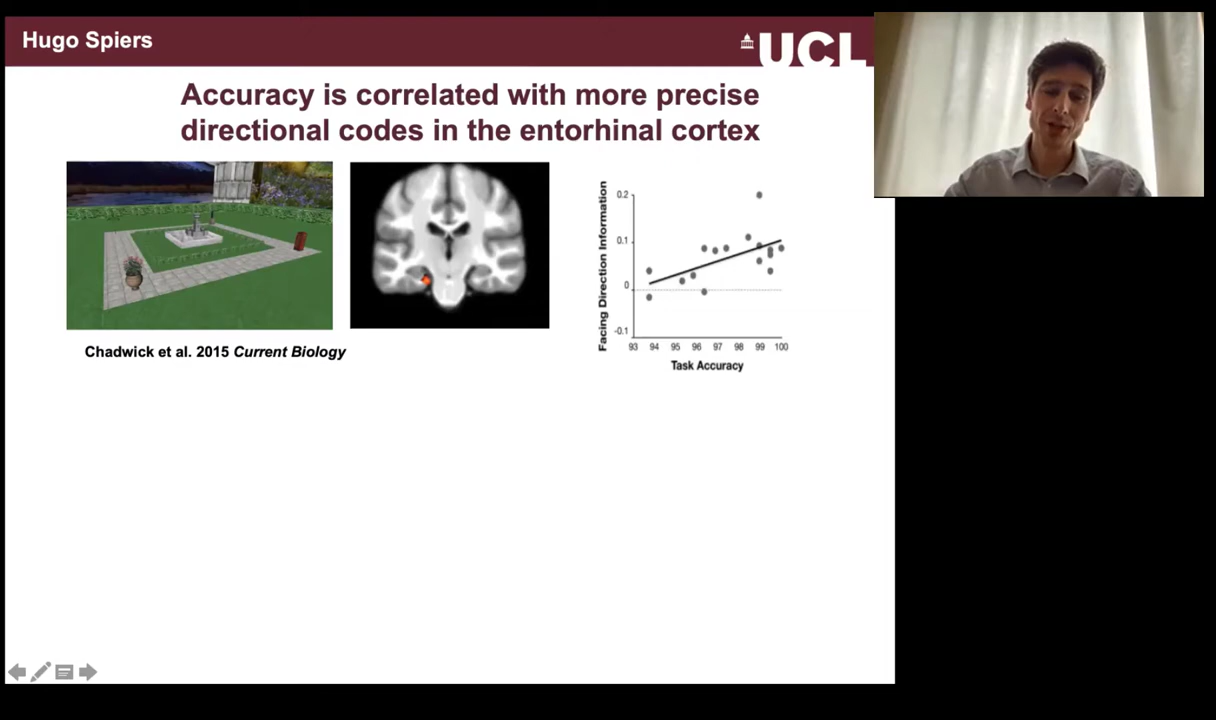 Hugo Spiers
UCL
Accuracy is correlated with more precise
directional codes in the entorhinal cortex
Chadwick et al. 2015 Current Biology
Facing Direction Information
0.2
0.1
0
-0.1
93 94 95 96 97 98 99 100
Task Accuracy